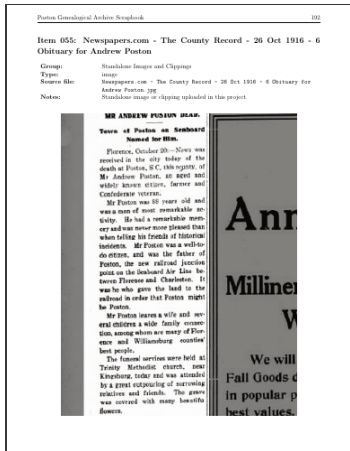 Poston Genealogical Archive Scrapbook 192
Item 055: Newspapers.com - The County Record - 26 Oct 1916 - 6
Obituary for Andrew Poston
Group: Standalone Images and Clippings
Type: image
Source file: Newspapers.com - The County Record - 26 Oct 1916 - 6 Obituary for
Andrew Poston.jpg
Notes: Standalone image or clipping uploaded in this project.
MR ANDREW POSTON DEAD.
Town of Poston on Seaboard
Named for Him.
Florence, October 20:—News was
received in the city today of the
death at Poston, S C, this county, of
Mr Andrew Poston, an aged and
widely known citizen, farmer and
Confederate veteran.
Mr Poston was 88 years old and
was a man of most remarkable ac-
tivity. He had a remarkable mem-
ory and was never more pleased than
when telling his friends of historical
incidents. Mr Poston was a well-to-
do citizen, and was the father of
Poston, the new railroad junction
point on the Seaboard Air Line be-
tween Florence and Charleston. It
was he who gave the land to the
railroad in order that Poston might
be Poston.
Mr Poston leaves a wife and sev-
eral children a wide family connec-
tion, among whom are many of Flor-
ence and Williamsburg counties'
best people.
The funeral services were held at
Trinity Methodist church, near
Kingsburg, today and was attended
by a great outpouring of sorrowing
relatives and friends. The grave
was covered with many beautiful
flowers.
Ann
Milliner
W
We will
Fall Goods
in popular p
best values.